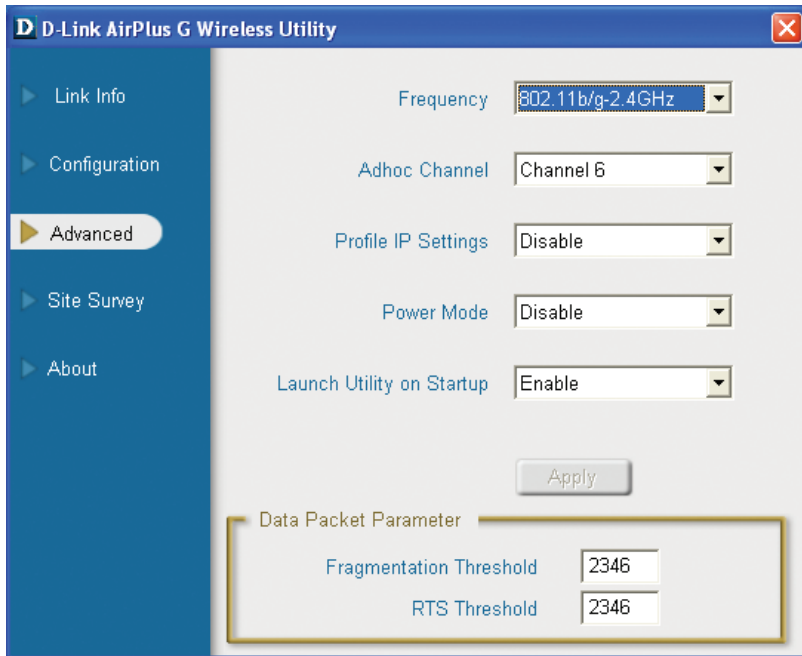 D D-Link AirPlus G Wireless Utility
Link Info
Configuration
Advanced
Site Survey
About
Frequency 802.11b/g-2.4GHz
Adhoc Channel Channel 6
Profile IP Settings Disable
Power Mode Disable
Launch Utility on Startup Enable
Apply
Data Packet Parameter
Fragmentation Threshold 2346
RTS Threshold 2346